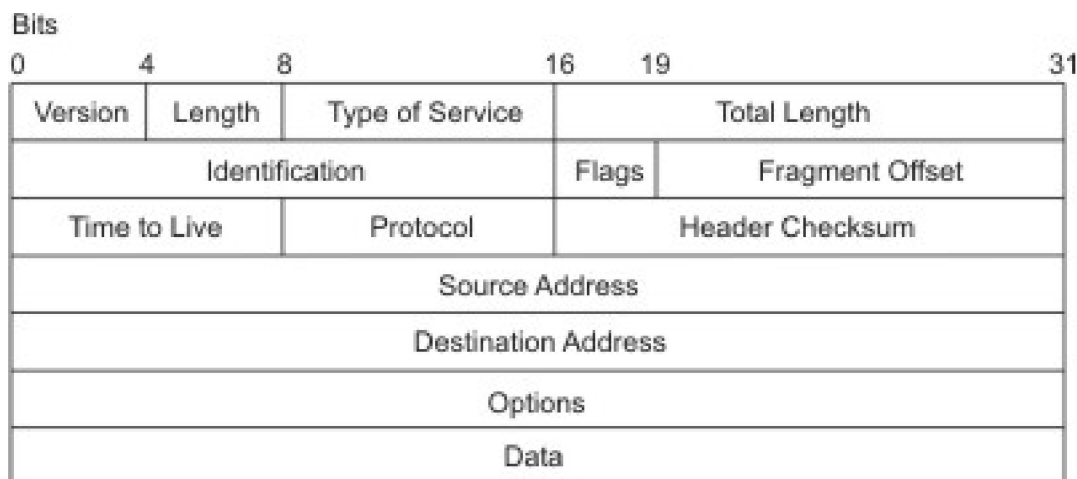 Bits
0 4 8 16 19 31
Version Length Type of Service Total Length
Identification Flags Fragment Offset
Time to Live Protocol Header Checksum
Source Address
Destination Address
Options
Data